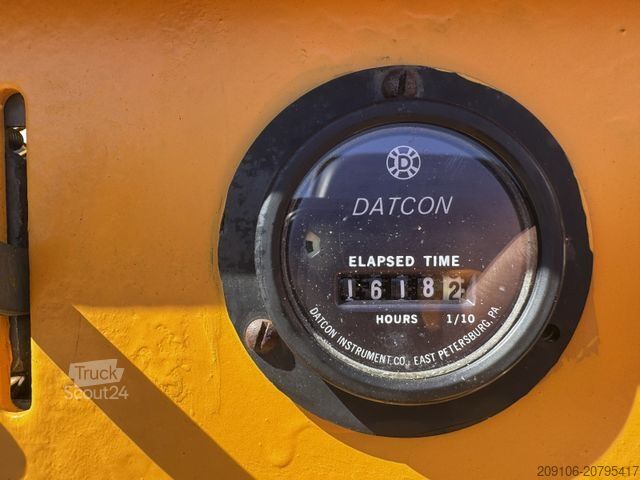 D
DATCON
ELAPSED TIME
16182
HOURS 1/10
DATCON INSTRUMENT CO., EAST PETERSBURG, PA.
Truck
Scout24
209106-20795417